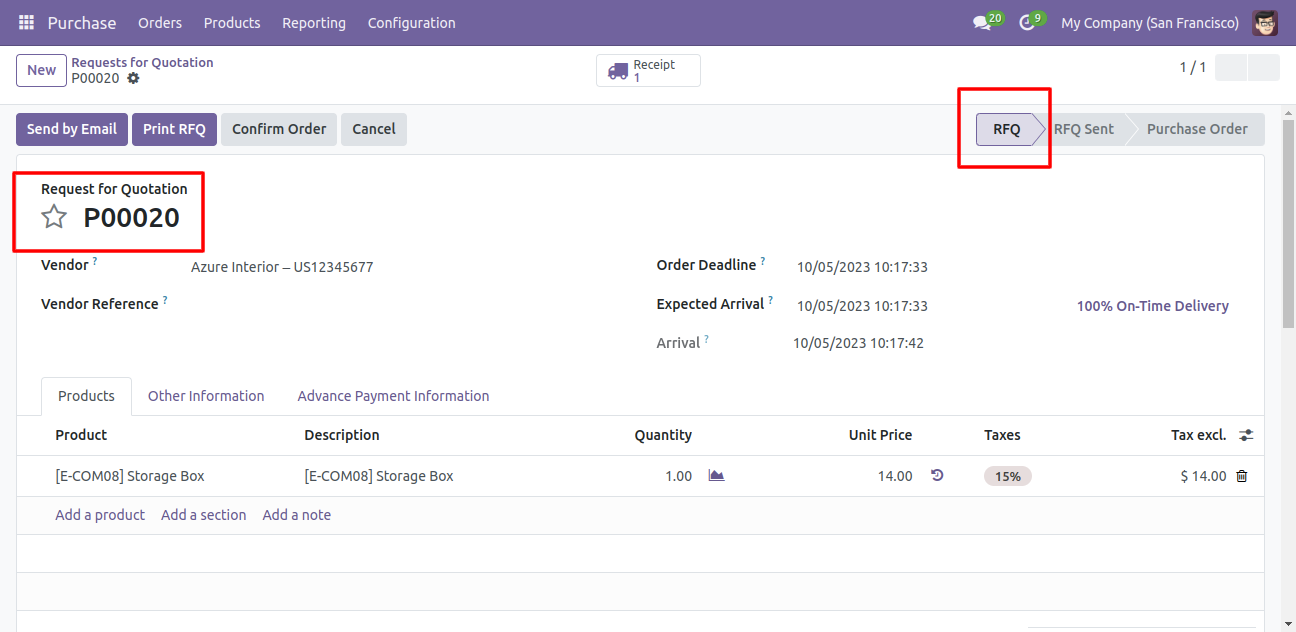 Purchase Orders Products Reporting Configuration 20 9 My Company (San Francisco)
New Requests for Quotation Receipt 1 / 1
P00020 1
Send by Email Print RFQ Confirm Order Cancel RFQ RFQ Sent Purchase Order
Request for Quotation
P00020
Vendor ? Azure Interior – US12345677 Order Deadline ? 10/05/2023 10:17:33
Vendor Reference ? Expected Arrival ? 10/05/2023 10:17:33 100% On-Time Delivery
Arrival ? 10/05/2023 10:17:42
Products Other Information Advance Payment Information
Product Description Quantity Unit Price Taxes Tax excl.
[E-COM08] Storage Box [E-COM08] Storage Box 1.00 14.00 15% $ 14.00
Add a product Add a section Add a note